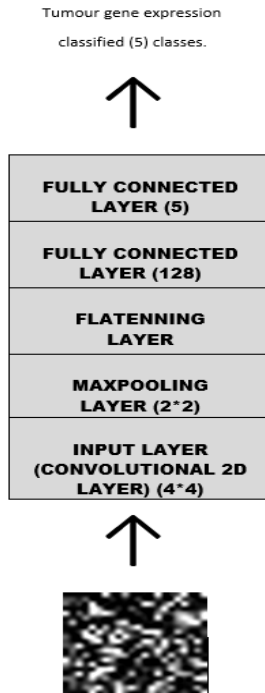 Tumour gene expression
classified (5) classes.
FULLY CONNECTED
LAYER (5)
FULLY CONNECTED
LAYER (128)
FLATENNING
LAYER
MAXPOOLING
LAYER (2*2)
INPUT LAYER
(CONVOLUTIONAL 2D
LAYER) (4*4)